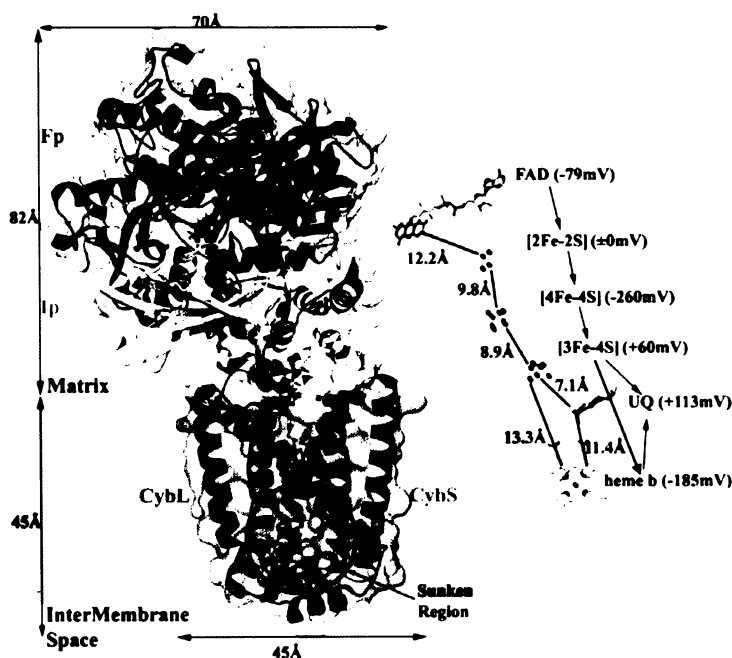 70Å
Fp
82Å
Ip
Matrix
CybL
CybS
45Å
Sunken
Region
InterMembrane
Space
45Å
FAD (-79mV)
[2Fe-2S] (±0mV)
[4Fe-4S] (-260mV)
[3Fe-4S] (+60mV)
UQ (+113mV)
heme b (-185mV)
12.2Å
9.8Å
8.9Å
7.1Å
13.3Å
11.4Å